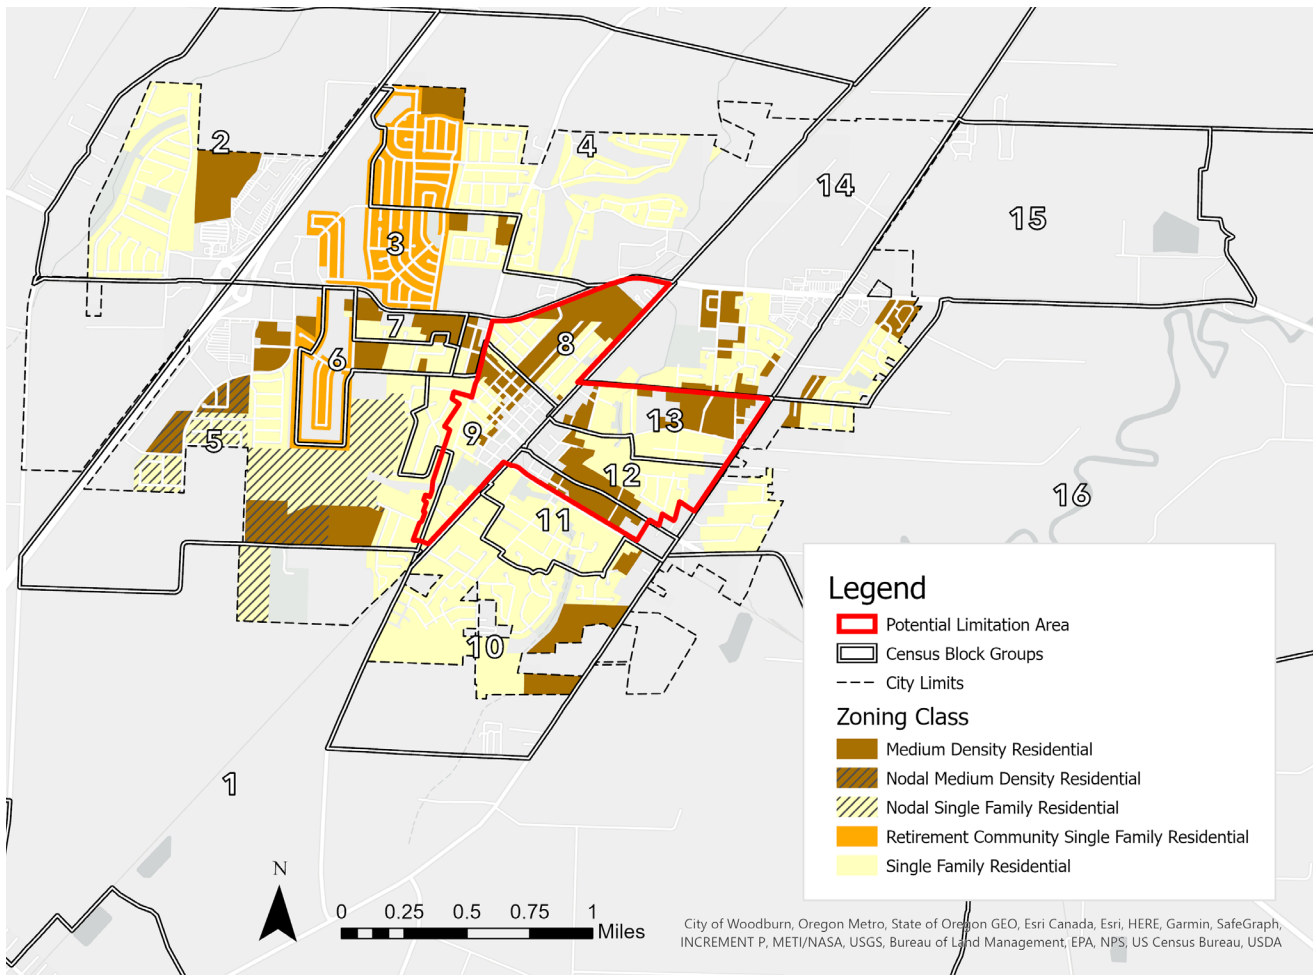 2
4
14
15
3
7
8
6
9
13
5
12
16
11
10
1
Legend
Potential Limitation Area
Census Block Groups
City Limits
Zoning Class
Medium Density Residential
Nodal Medium Density Residential
Nodal Single Family Residential
Retirement Community Single Family Residential
Single Family Residential
N
0 0.25 0.5 0.75 1
Miles
City of Woodburn, Oregon Metro, State of Oregon GEO, Esri Canada, Esri, HERE, Garmin, SafeGraph,
INCREMENT P, METI/NASA, USGS, Bureau of Land Management, EPA, NPS, US Census Bureau, USDA